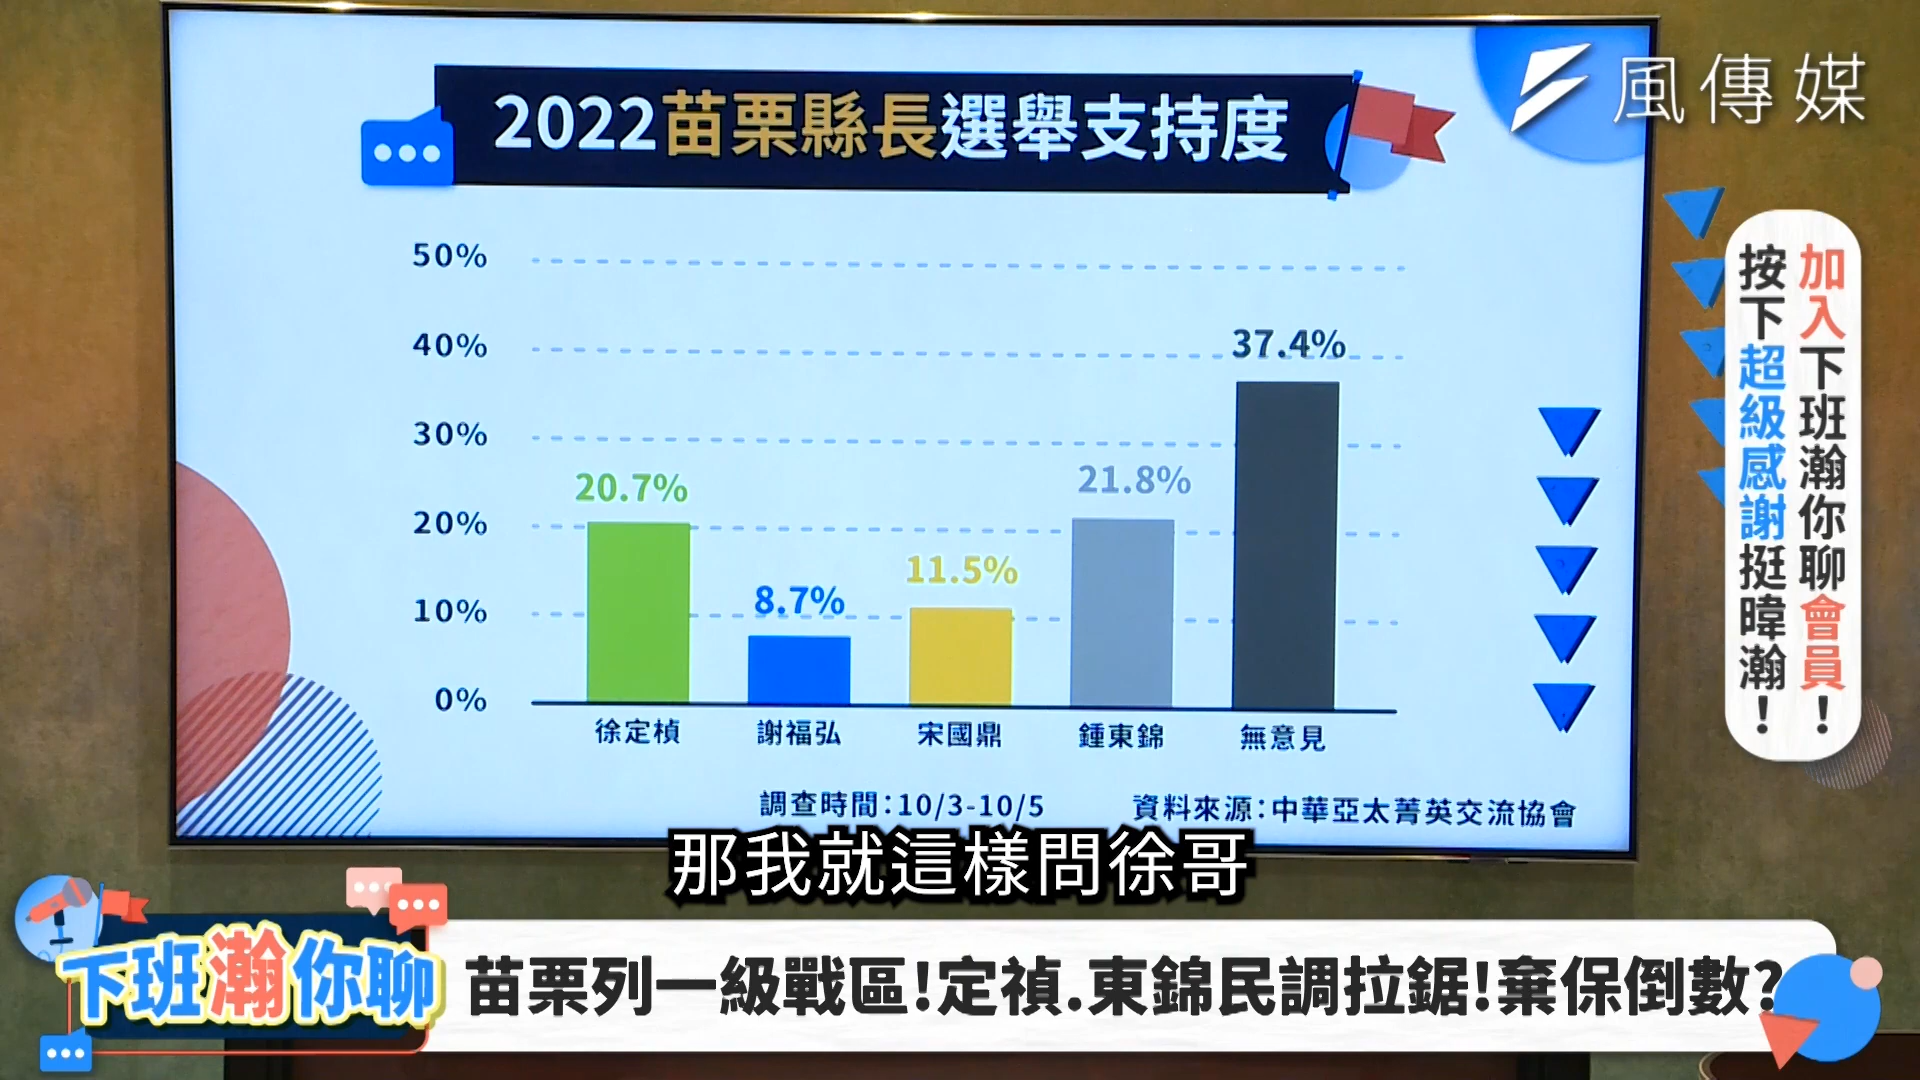 2022苗栗縣長選舉支持度
風傳媒
50%
40%
30%
20%
10%
0%
20.7%
8.7%
11.5%
21.8%
37.4%
徐定楨
謝福弘
宋國鼎
鍾東錦
無意見
調查時間:10/3-10/5
資料來源:中華亞太菁英交流協會
加入下班瀚你聊會員!
按下超級感謝挺暐瀚!
那我就這樣問徐哥
下班瀚你聊
苗栗列一級戰區!定禎.東錦民調拉鋸!棄保倒數?